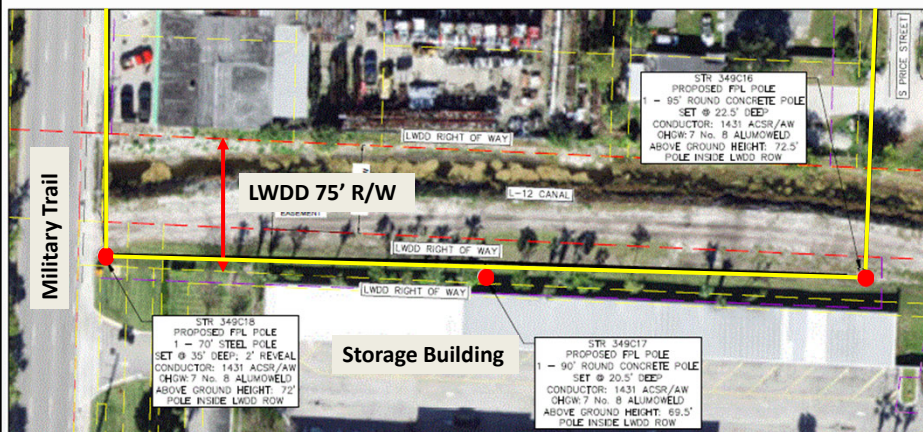 S PRICE STREET
STR 349C16
PROPOSED FPL POLE
1 - 95' ROUND CONCRETE POLE
SET @ 22.5' DEEP
CONDUCTOR: 1431 ACSR/AW
OHGW: 7 No. 8 ALUMOWELD
ABOVE GROUND HEIGHT: 72.5'
POLE INSIDE LWDD ROW
LWDD RIGHT OF WAY
LWDD 75' R/W
L-12 CANAL
EASEMENT
Military Trail
LWDD RIGHT OF WAY
LWDD RIGHT OF WAY
STR 349C18
PROPOSED FPL POLE
1 - 70' STEEL POLE
SET @ 35' DEEP; 2' REVEAL
CONDUCTOR: 1431 ACSR/AW
OHGW: 7 No. 8 ALUMOWELD
ABOVE GROUND HEIGHT: 72'
POLE INSIDE LWDD ROW
Storage Building
STR 349C17
PROPOSED FPL POLE
1 - 90' ROUND CONCRETE POLE
SET @ 20.5' DEEP
CONDUCTOR: 1431 ACSR/AW
OHGW: 7 No. 8 ALUMOWELD
ABOVE GROUND HEIGHT: 69.5'
POLE INSIDE LWDD ROW